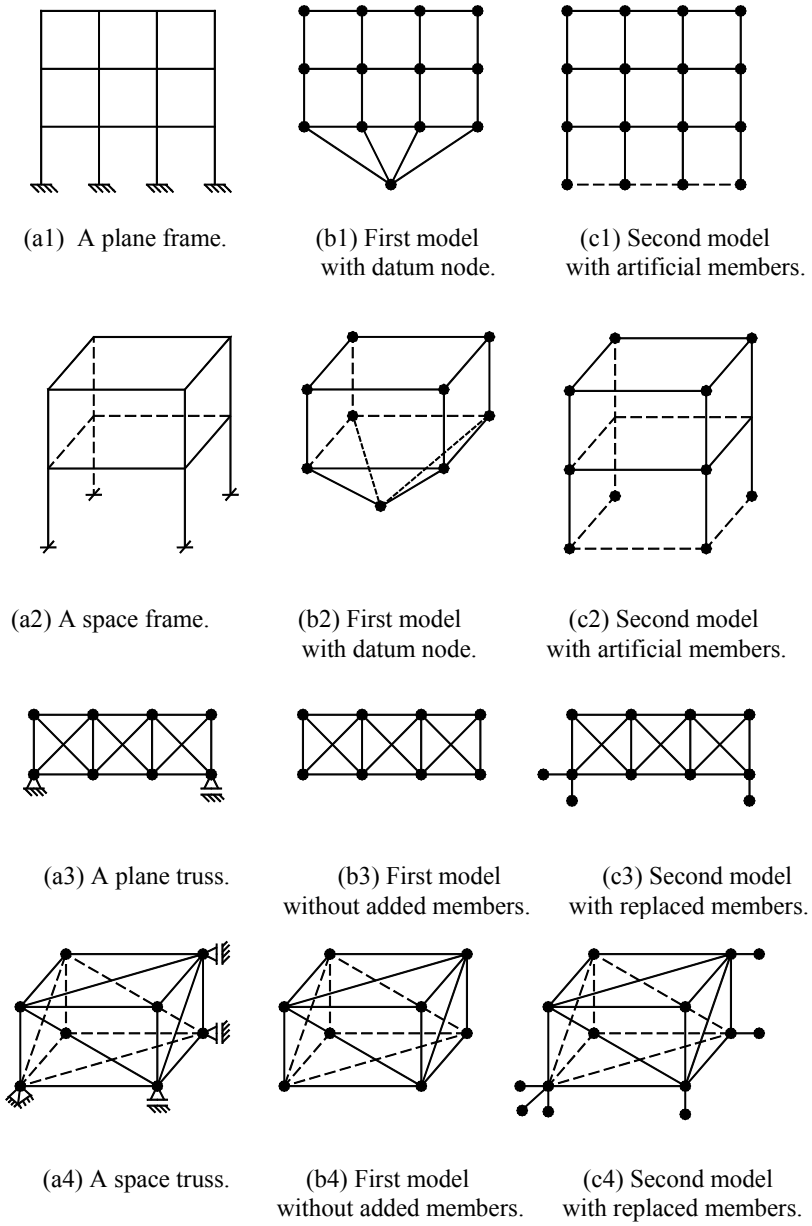 (a1) A plane frame.
(b1) First model
with datum node.
(c1) Second model
with artificial members.
(a2) A space frame.
(b2) First model
with datum node.
(c2) Second model
with artificial members.
(a3) A plane truss.
(b3) First model
without added members.
(c3) Second model
with replaced members.
(a4) A space truss.
(b4) First model
without added members.
(c4) Second model
with replaced members.